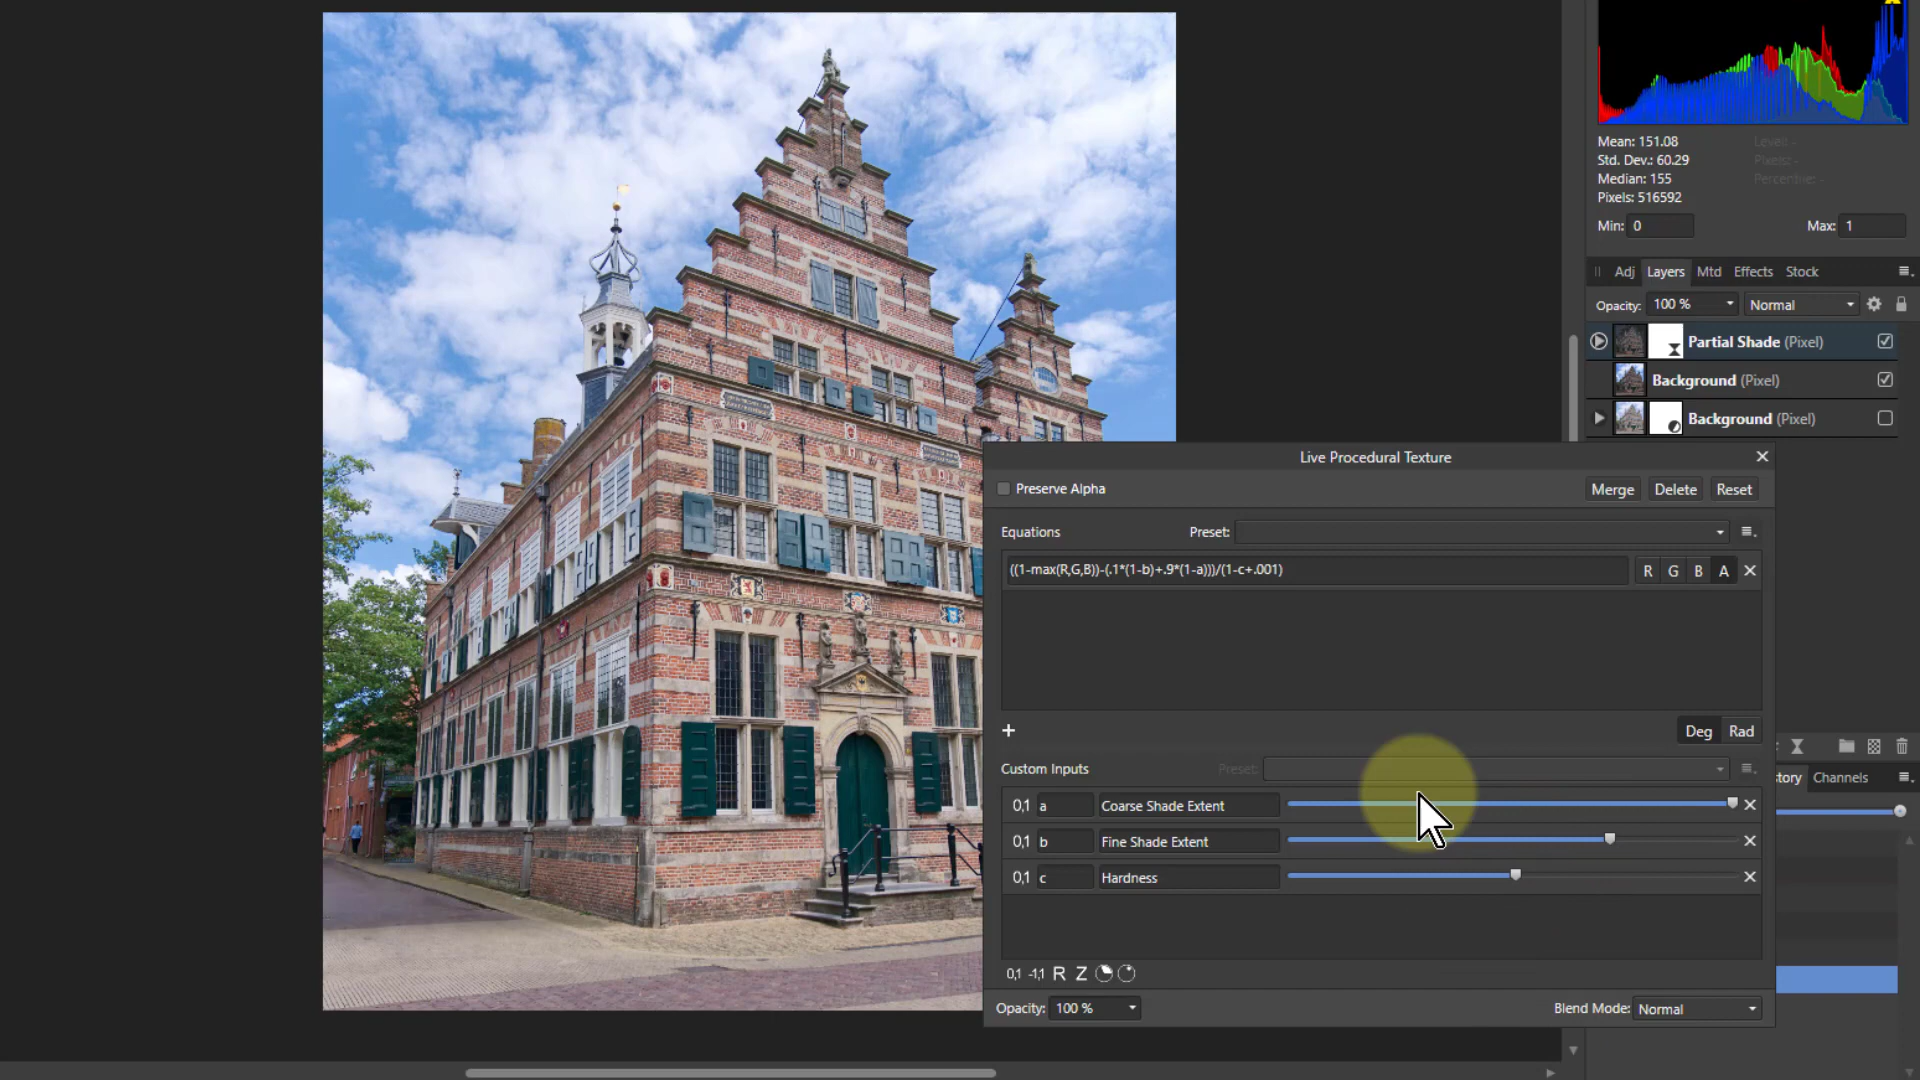 Mean: 151.08
Level: -
Std. Dev.: 60.29
Pixels: -
Median: 155
Percentile: -
Pixels: 516592
Min: 0
Max: 1
Adj Layers Mtd Effects Stock
Opacity: 100 % Normal
Partial Shade (Pixel)
Background (Pixel)
Background (Pixel)
Live Procedural Texture
Preserve Alpha
Merge Delete Reset
Equations
Preset:
((1-max(R,G,B))-(.1*(1-b)+.9*(1-a)))/(1-c+.001)
R G B A
Deg Rad
Custom Inputs
Preset:
tory Channels
0,1 a Coarse Shade Extent
0,1 b Fine Shade Extent
0,1 c Hardness
0,1 -1,1 R Z
Opacity: 100 %
Blend Mode: Normal